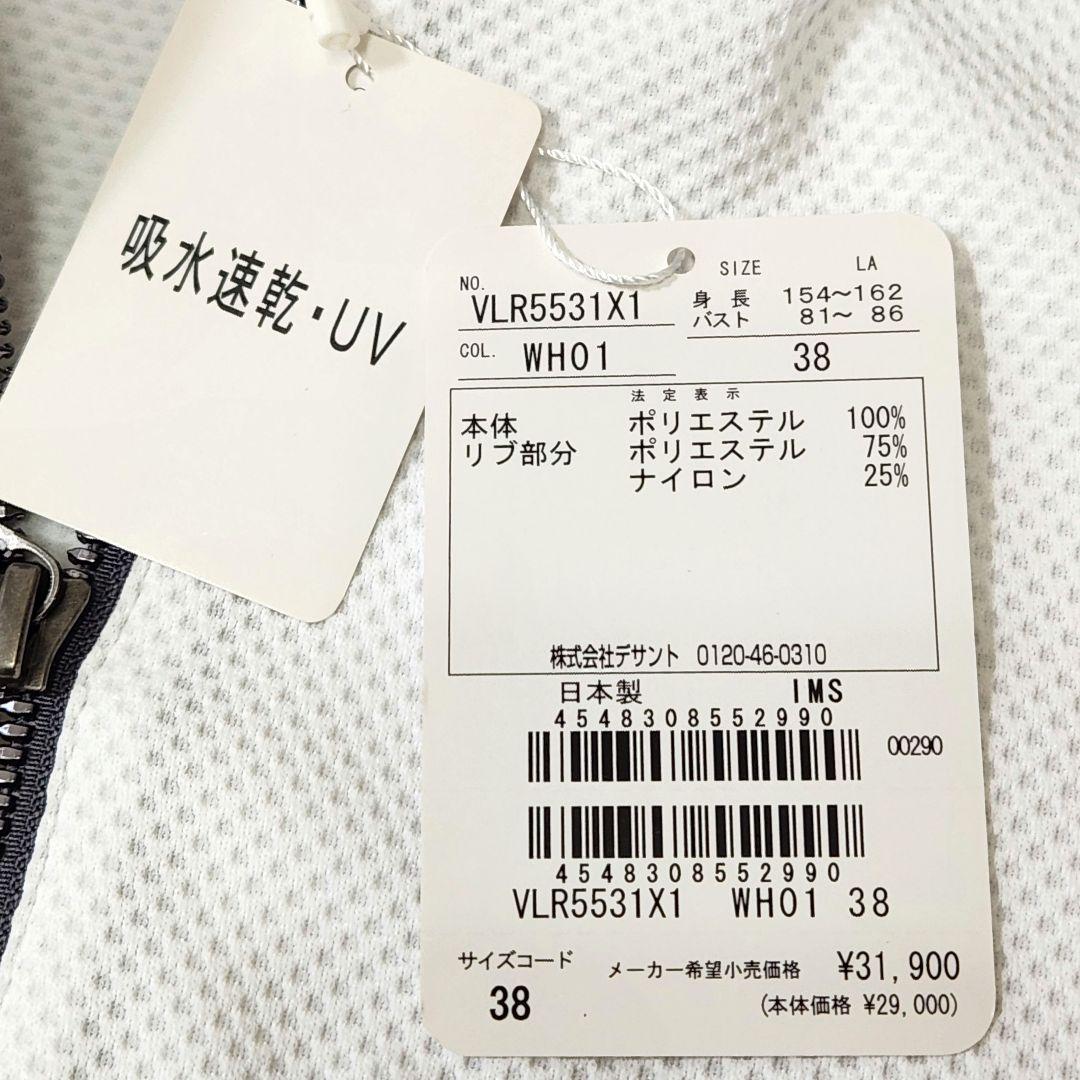 吸水速乾・UV
NO. VLR5531X1
COL. WH01
SIZE LA
身長 154～162
バスト 81～ 86
38
法定表示
本体 ポリエステル 100%
リブ部分 ポリエステル 75%
ナイロン 25%
株式会社デサント 0120-46-0310
日本製 IMS
4548308552990
00290
4548308552990
VLR5531X1 WH01 38
サイズコード
38
メーカー希望小売価格 ¥31,900
(本体価格 ¥29,000)